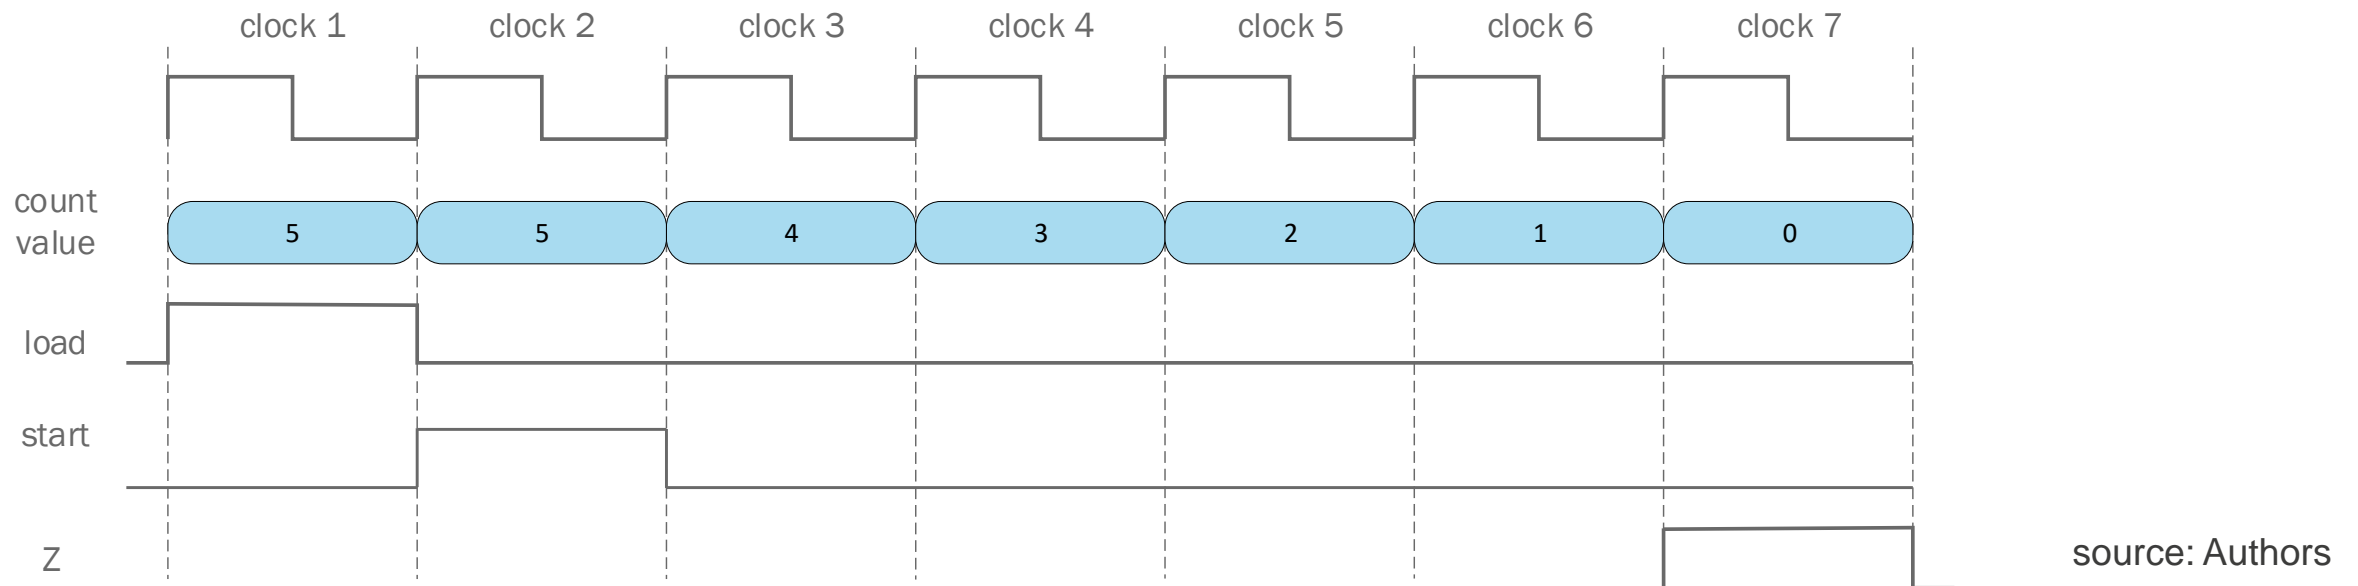 clock 1 clock 2 clock 3 clock 4 clock 5 clock 6 clock 7
count
value
5 5 4 3 2 1 0
load
start
Z
source: Authors